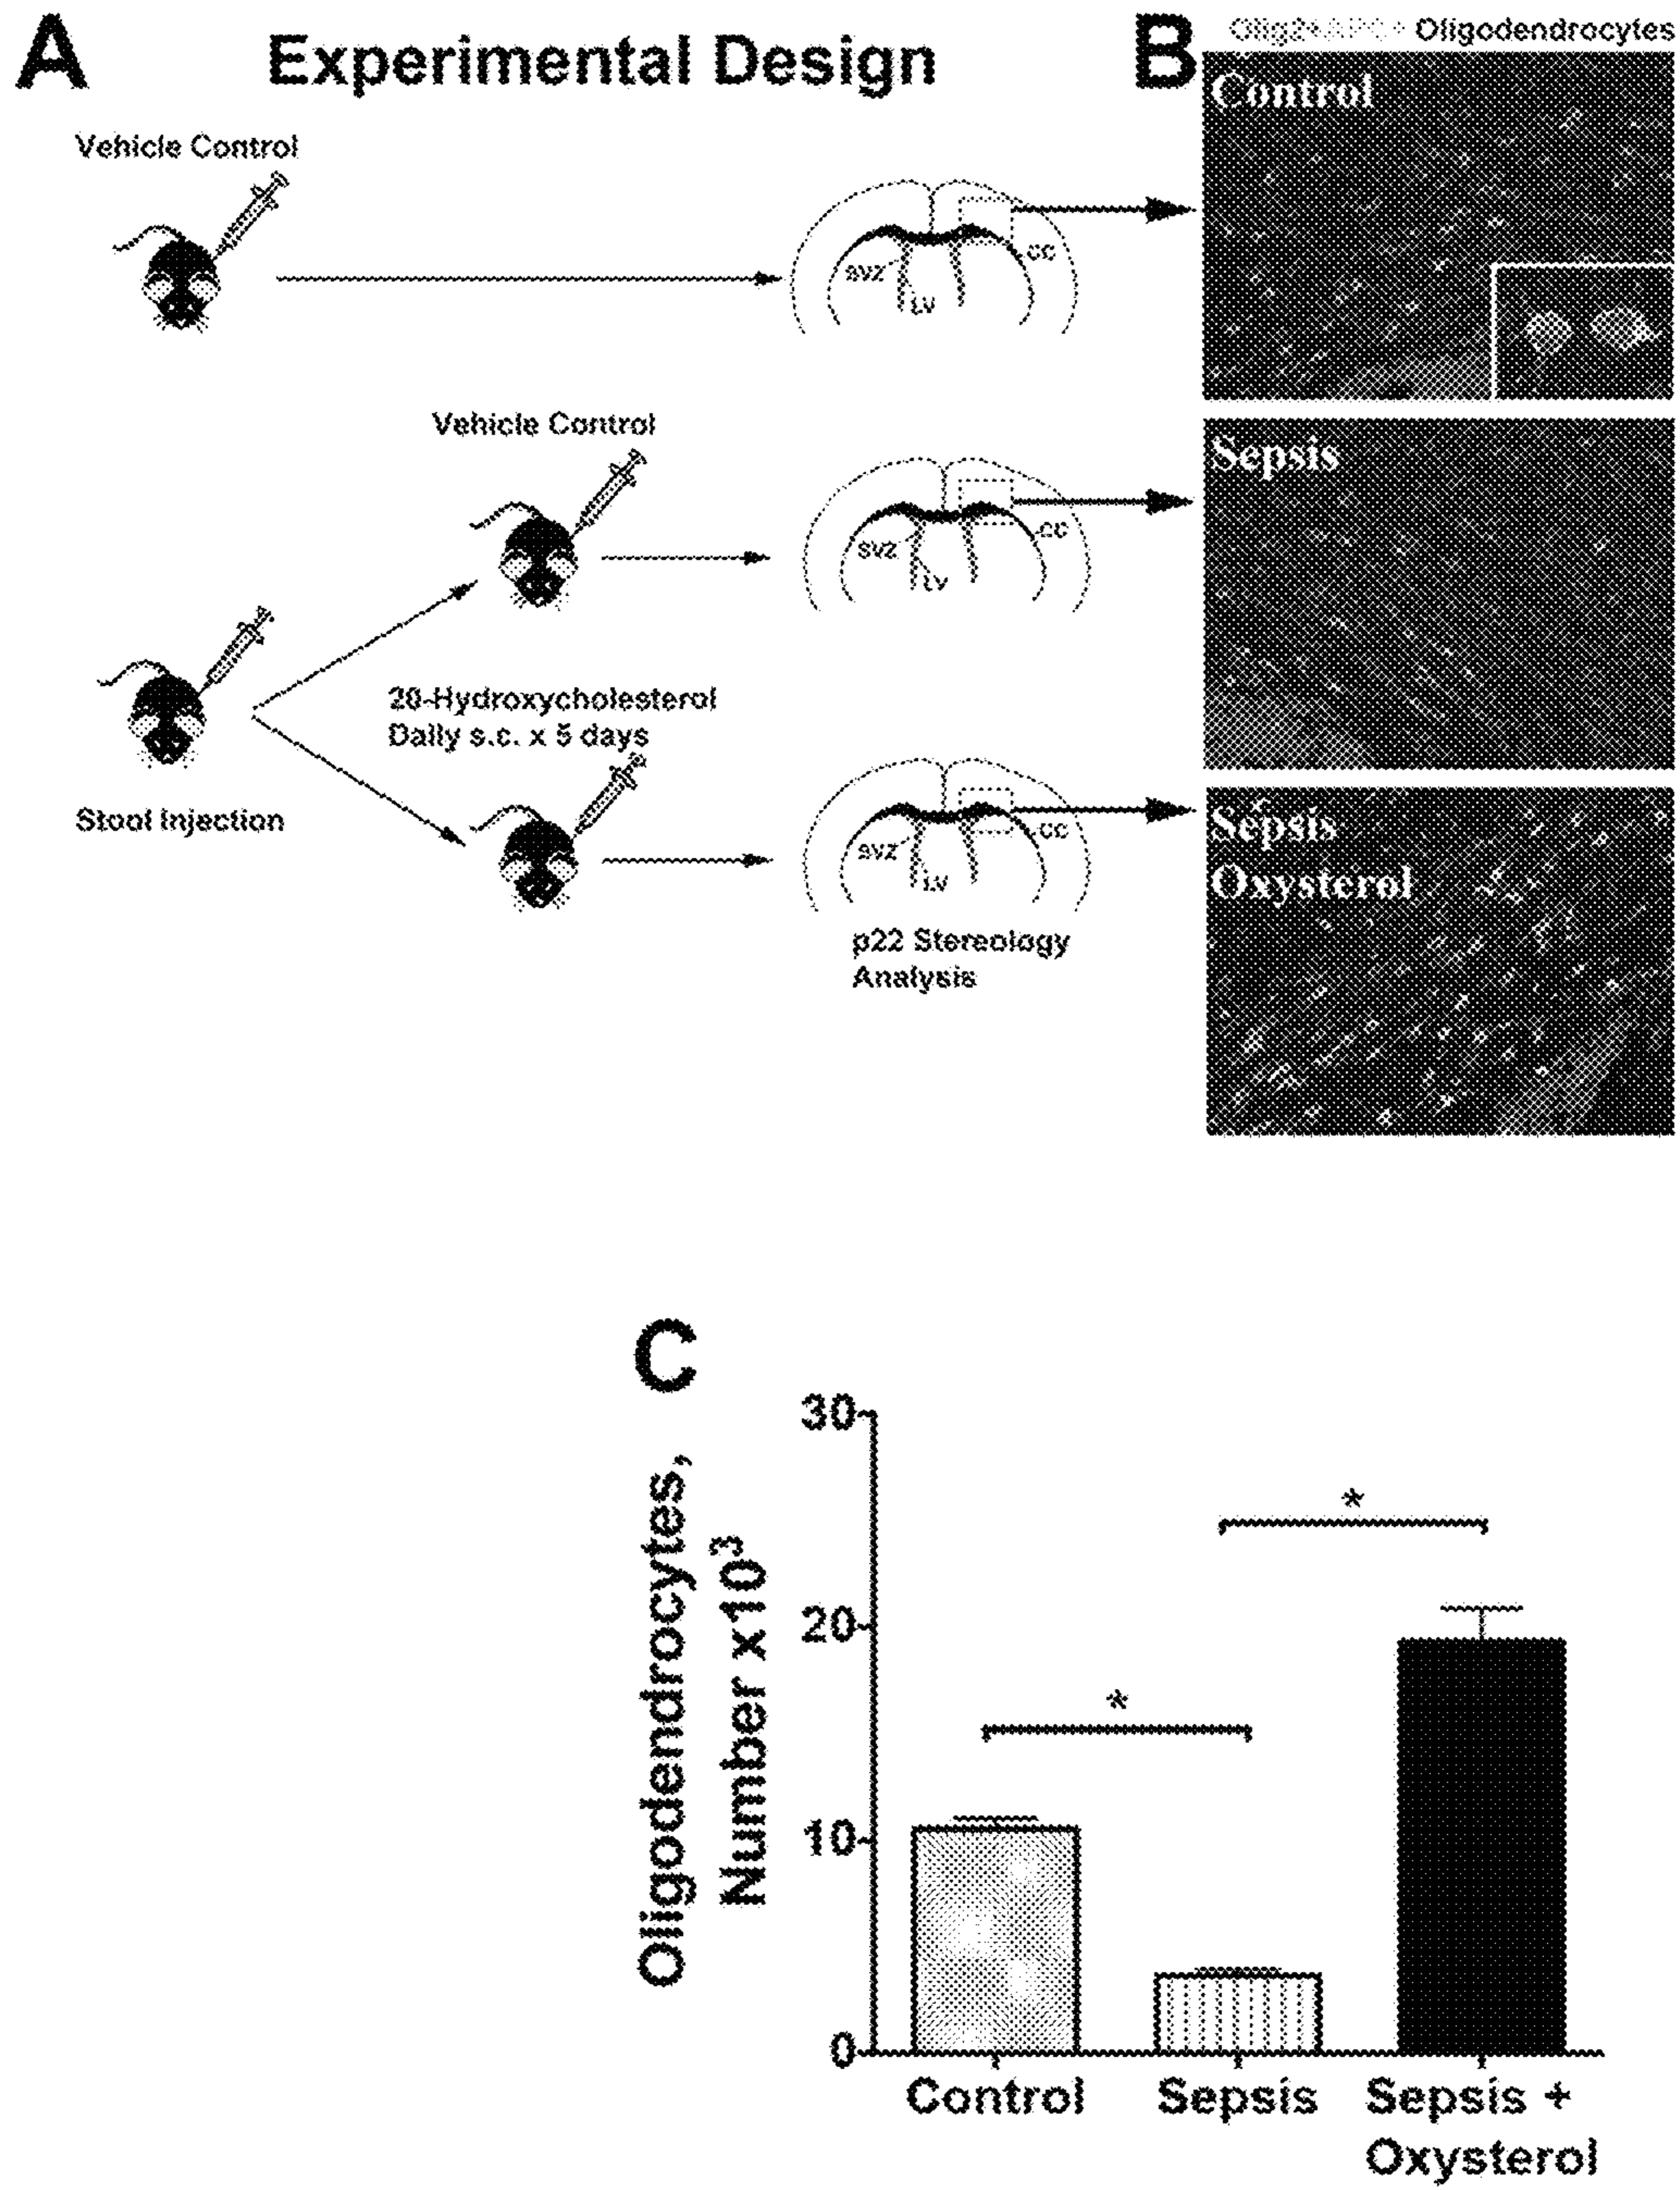 A
Experimental Design
Vehicle Control
SVZ
LV
CC
Vehicle Control
SVZ
LV
CC
Stool Injection
20-Hydroxycholesterol
Daily s.c. x 5 days
SVZ
LV
CC
p22 Stereology
Analysis
B
Olig2+APC+ Oligodendrocytes
Control
Sepsis
Sepsis
Oxysterol
C
Oligodendrocytes,
Number x10³
30
20
10
0
*
*
Control
Sepsis
Sepsis +
Oxysterol